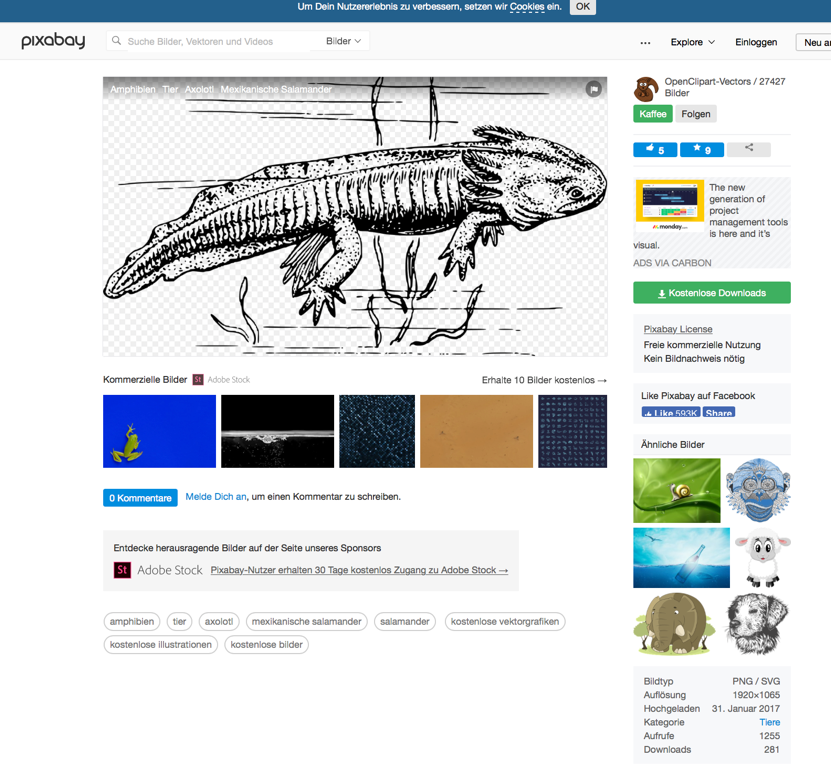 Um Dein Nutzererlebnis zu verbessern, setzen wir Cookies ein. OK
pixabay
Suche Bilder, Vektoren und Videos
Bilder
Explore
Einloggen
Neu
Amphibien Tier Axolotl Mexikanische Salamander
OpenClipart-Vectors / 27427
Bilder
Kaffee
Folgen
5
9
The new
generation of
project
management tools
is here and it's
visual.
monday.com
ADS VIA CARBON
Kostenlose Downloads
Pixabay License
Freie kommerzielle Nutzung
Kein Bildnachweis nötig
Like Pixabay auf Facebook
Like 593K Share
Kommerzielle Bilder St Adobe Stock
Erhalte 10 Bilder kostenlos →
0 Kommentare
Melde Dich an, um einen Kommentar zu schreiben.
Entdecke herausragende Bilder auf der Seite unseres Sponsors
St Adobe Stock Pixabay-Nutzer erhalten 30 Tage kostenlos Zugang zu Adobe Stock →
amphibien tier axolotl mexikanische salamander salamander kostenlose vektorgrafiken
kostenlose illustrationen kostenlose bilder
Ähnliche Bilder
Bildtyp PNG / SVG
Auflösung 1920×1065
Hochgeladen 31. Januar 2017
Kategorie Tiere
Aufrufe 1255
Downloads 281